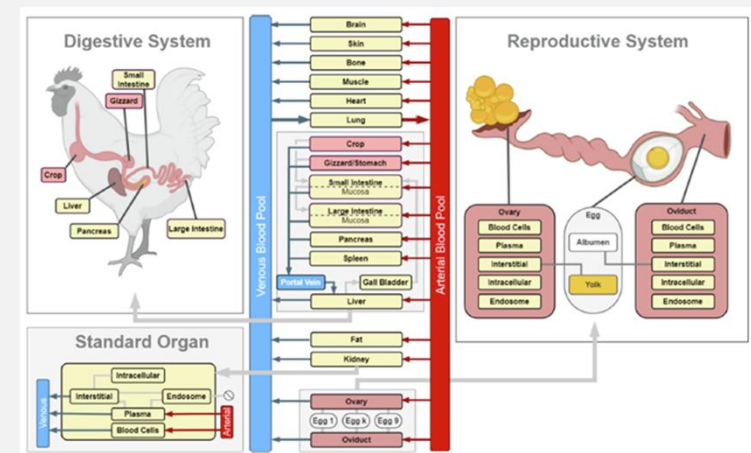 Digestive System
Small
Intestine
Gizzard
Crop
Liver
Pancreas
Large Intestine
Standard Organ
Intracellular
Interstitial
Endosome
Plasma
Blood Cells
Venous
Arterial
Venous Blood Pool
Brain
Skin
Bone
Muscle
Heart
Lung
Crop
Gizzard/Stomach
Small Intestine
Mucosa
Large Intestine
Mucosa
Pancreas
Spleen
Portal Vein
Gall Bladder
Liver
Fat
Kidney
Ovary
Egg 1
Egg k
Egg 9
Oviduct
Arterial Blood Pool
Reproductive System
Ovary
Blood Cells
Plasma
Interstitial
Intracellular
Endosome
Egg
Albumen
Yolk
Oviduct
Blood Cells
Plasma
Interstitial
Intracellular
Endosome